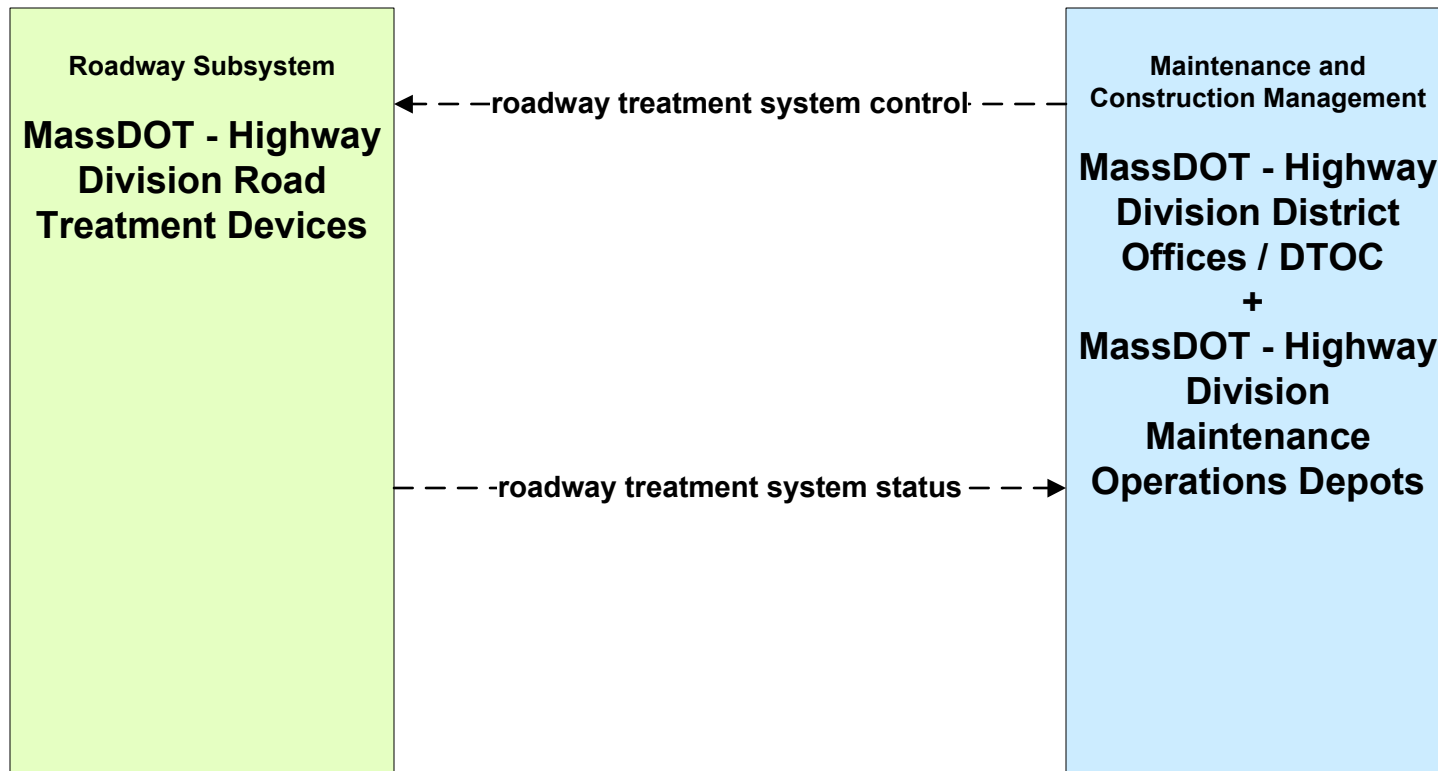 Roadway Subsystem
MassDOT - Highway
Division Road
Treatment Devices
roadway treatment system control
roadway treatment system status
Maintenance and
Construction Management
MassDOT - Highway
Division District
Offices / DTOC
+
MassDOT - Highway
Division
Maintenance
Operations Depots